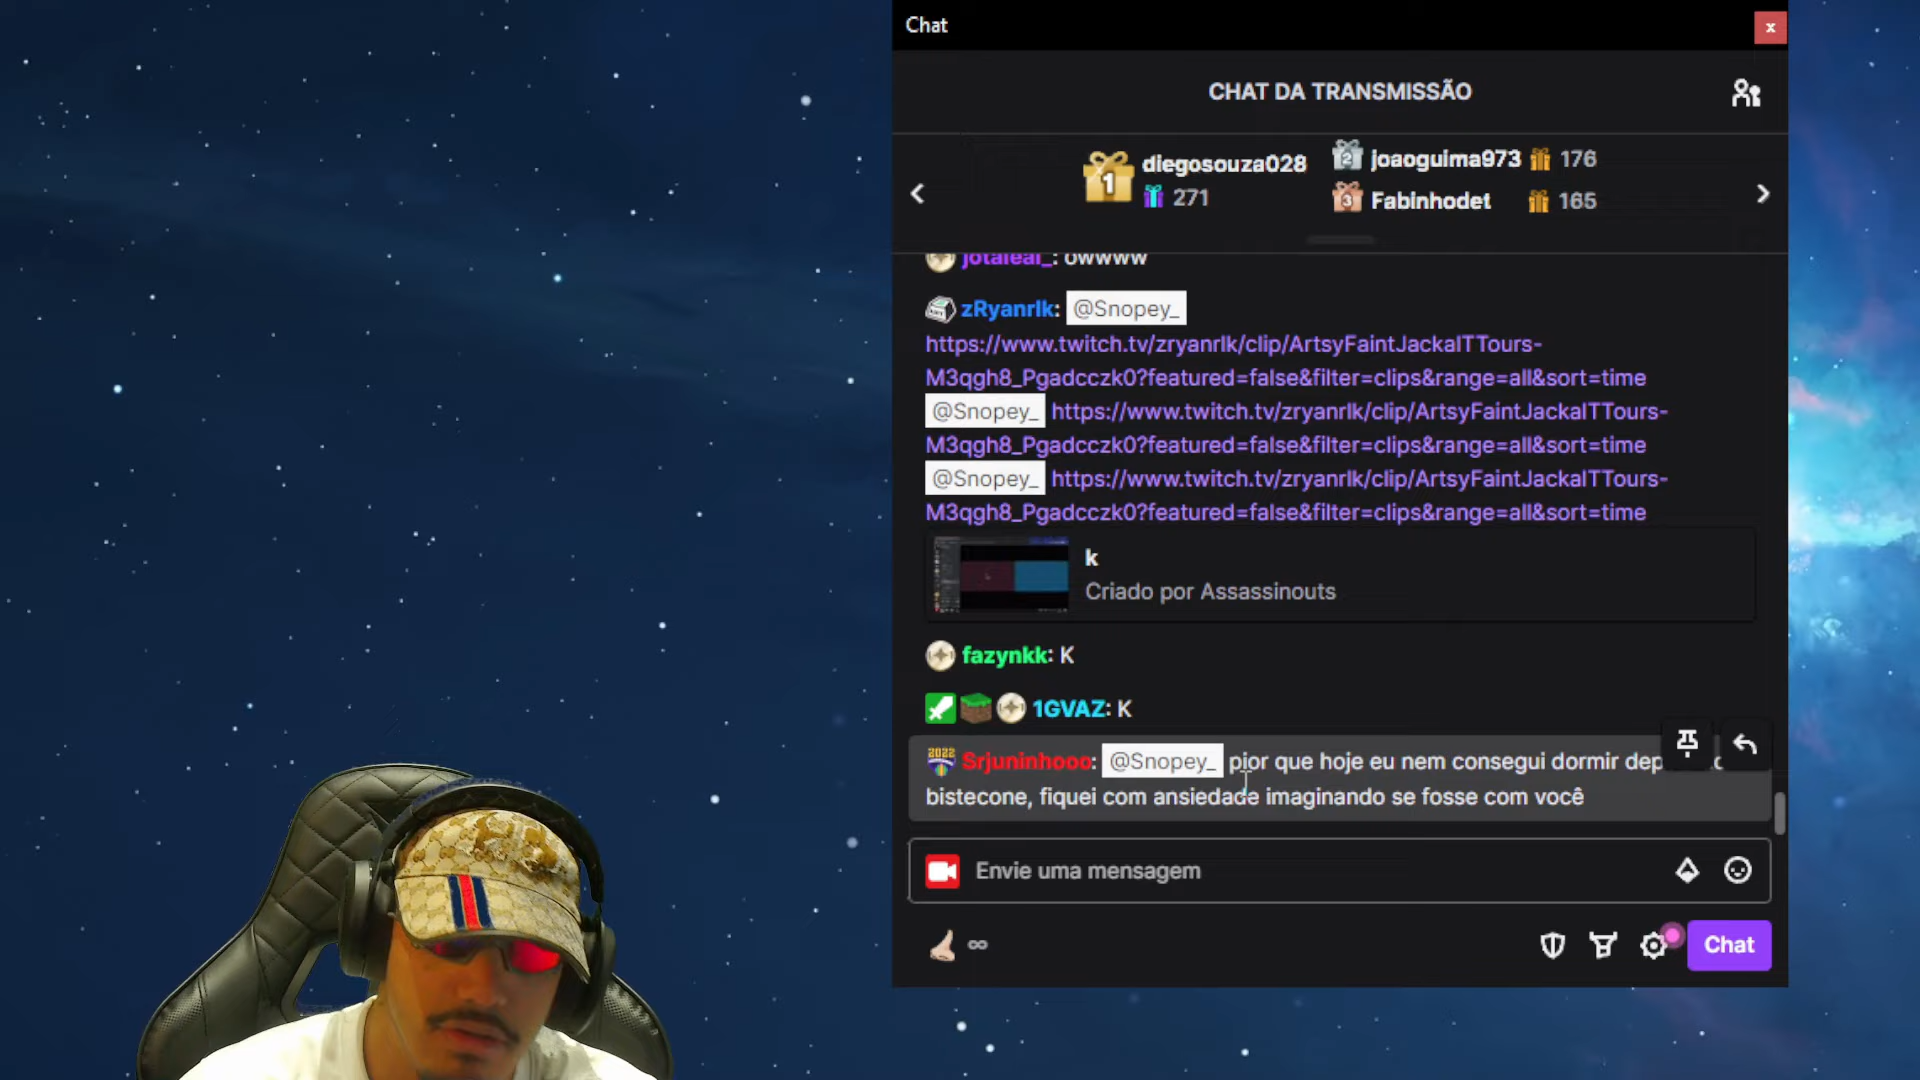 Chat
x
CHAT DA TRANSMISSÃO
1
diegosouza028
271
2
joaoguima973
176
3
Fabinhodet
165
jotaleal_: owwww
zRyanrlk: @Snopey_
https://www.twitch.tv/zryanrlk/clip/ArtsyFaintJackalTTours-
M3qgh8_Pgadcczk0?featured=false&filter=clips&range=all&sort=time
@Snopey_ https://www.twitch.tv/zryanrlk/clip/ArtsyFaintJackalTTours-
M3qgh8_Pgadcczk0?featured=false&filter=clips&range=all&sort=time
@Snopey_ https://www.twitch.tv/zryanrlk/clip/ArtsyFaintJackalTTours-
M3qgh8_Pgadcczk0?featured=false&filter=clips&range=all&sort=time
k
Criado por Assassinouts
fazynkk: K
1GVAZ: K
2022 Srjuninhooo: @Snopey_ pior que hoje eu nem consegui dormir
bistecone, fiquei com ansiedade imaginando se fosse com você
Envie uma mensagem
∞
Chat